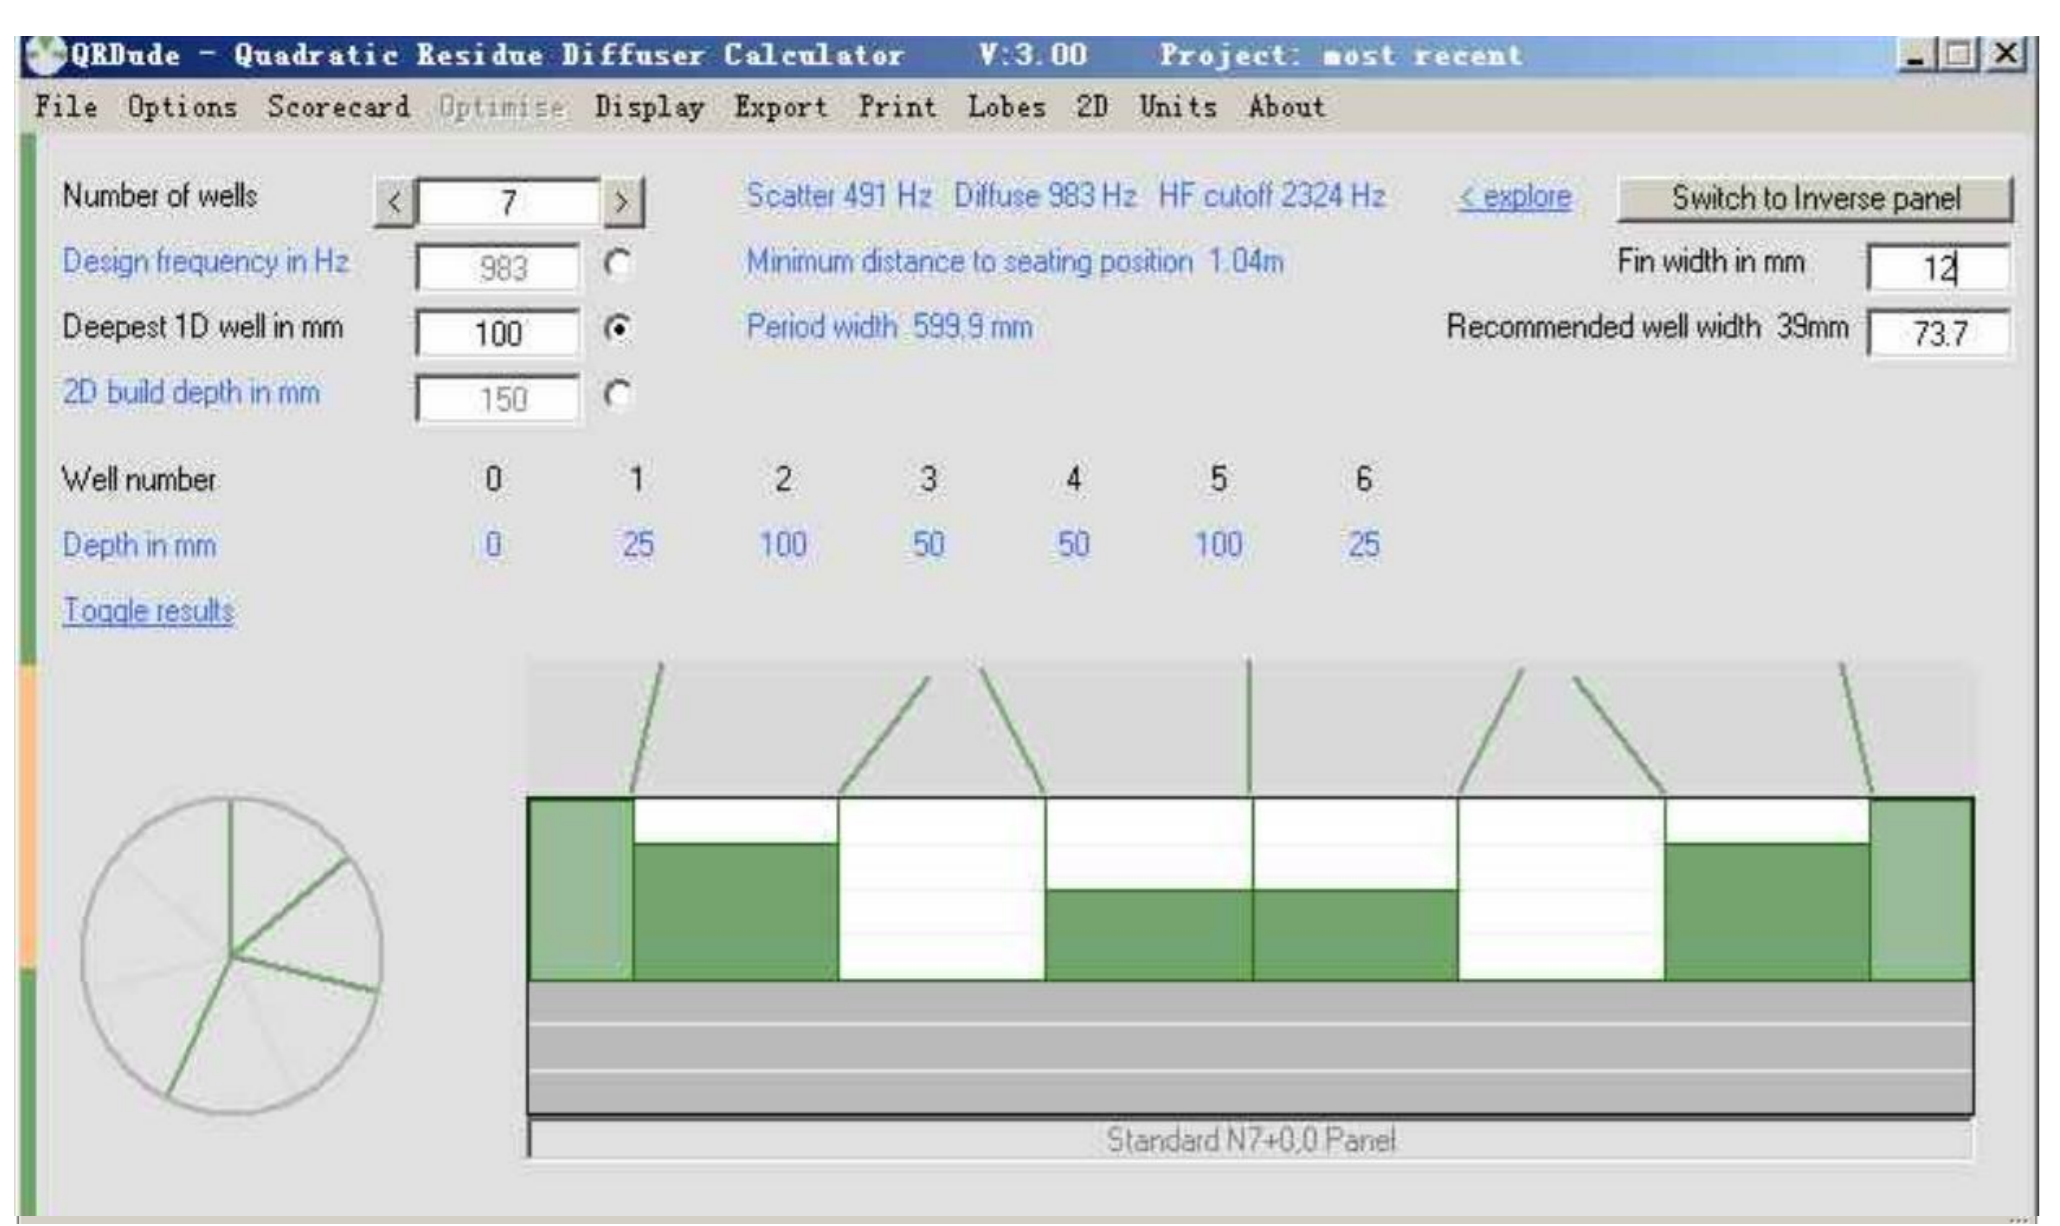 QRDude - Quadratic Residue Diffuser Calculator V:3.00 Project: most recent
File Options Scorecard Optimise Display Export Print Lobes 2D Units About
Number of wells < 7 > Scatter 491 Hz Diffuse 983 Hz HF cutoff 2324 Hz < explore Switch to Inverse panel
Design frequency in Hz 983 Minimum distance to seating position 1.04m Fin width in mm 12
Deepest 1D well in mm 100 Period width 599.9 mm Recommended well width 39mm 73.7
2D build depth in mm 150
Well number 0 1 2 3 4 5 6
Depth in mm 0 25 100 50 50 100 25
Toggle results
Standard N7+0,0 Panel